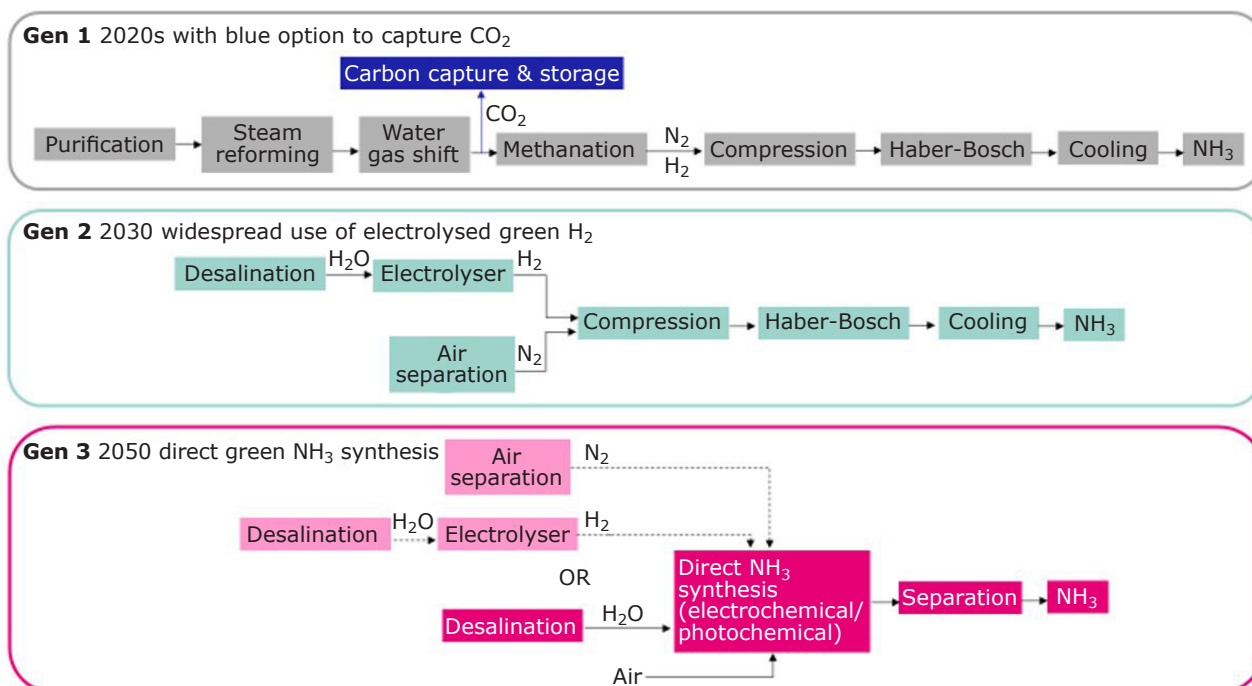 Gen 1 2020s with blue option to capture CO₂
Carbon capture & storage
CO₂
Purification
Steam
reforming
Water
gas shift
Methanation
N₂
H₂
Compression
Haber-Bosch
Cooling
NH₃
Gen 2 2030 widespread use of electrolysed green H₂
Desalination
H₂O
Electrolyser
H₂
Air
separation
N₂
Compression
Haber-Bosch
Cooling
NH₃
Gen 3 2050 direct green NH₃ synthesis
Air
separation
N₂
Desalination
H₂O
Electrolyser
H₂
OR
Desalination
H₂O
Air
Direct NH₃
synthesis
(electrochemical/
photochemical)
Separation
NH₃